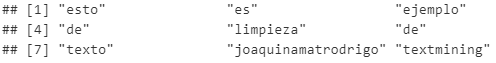 ## [1] "esto" "es" "ejemplo"
## [4] "de" "limpieza" "de"
## [7] "texto" "joaquinamatrodrigo" "textmining"